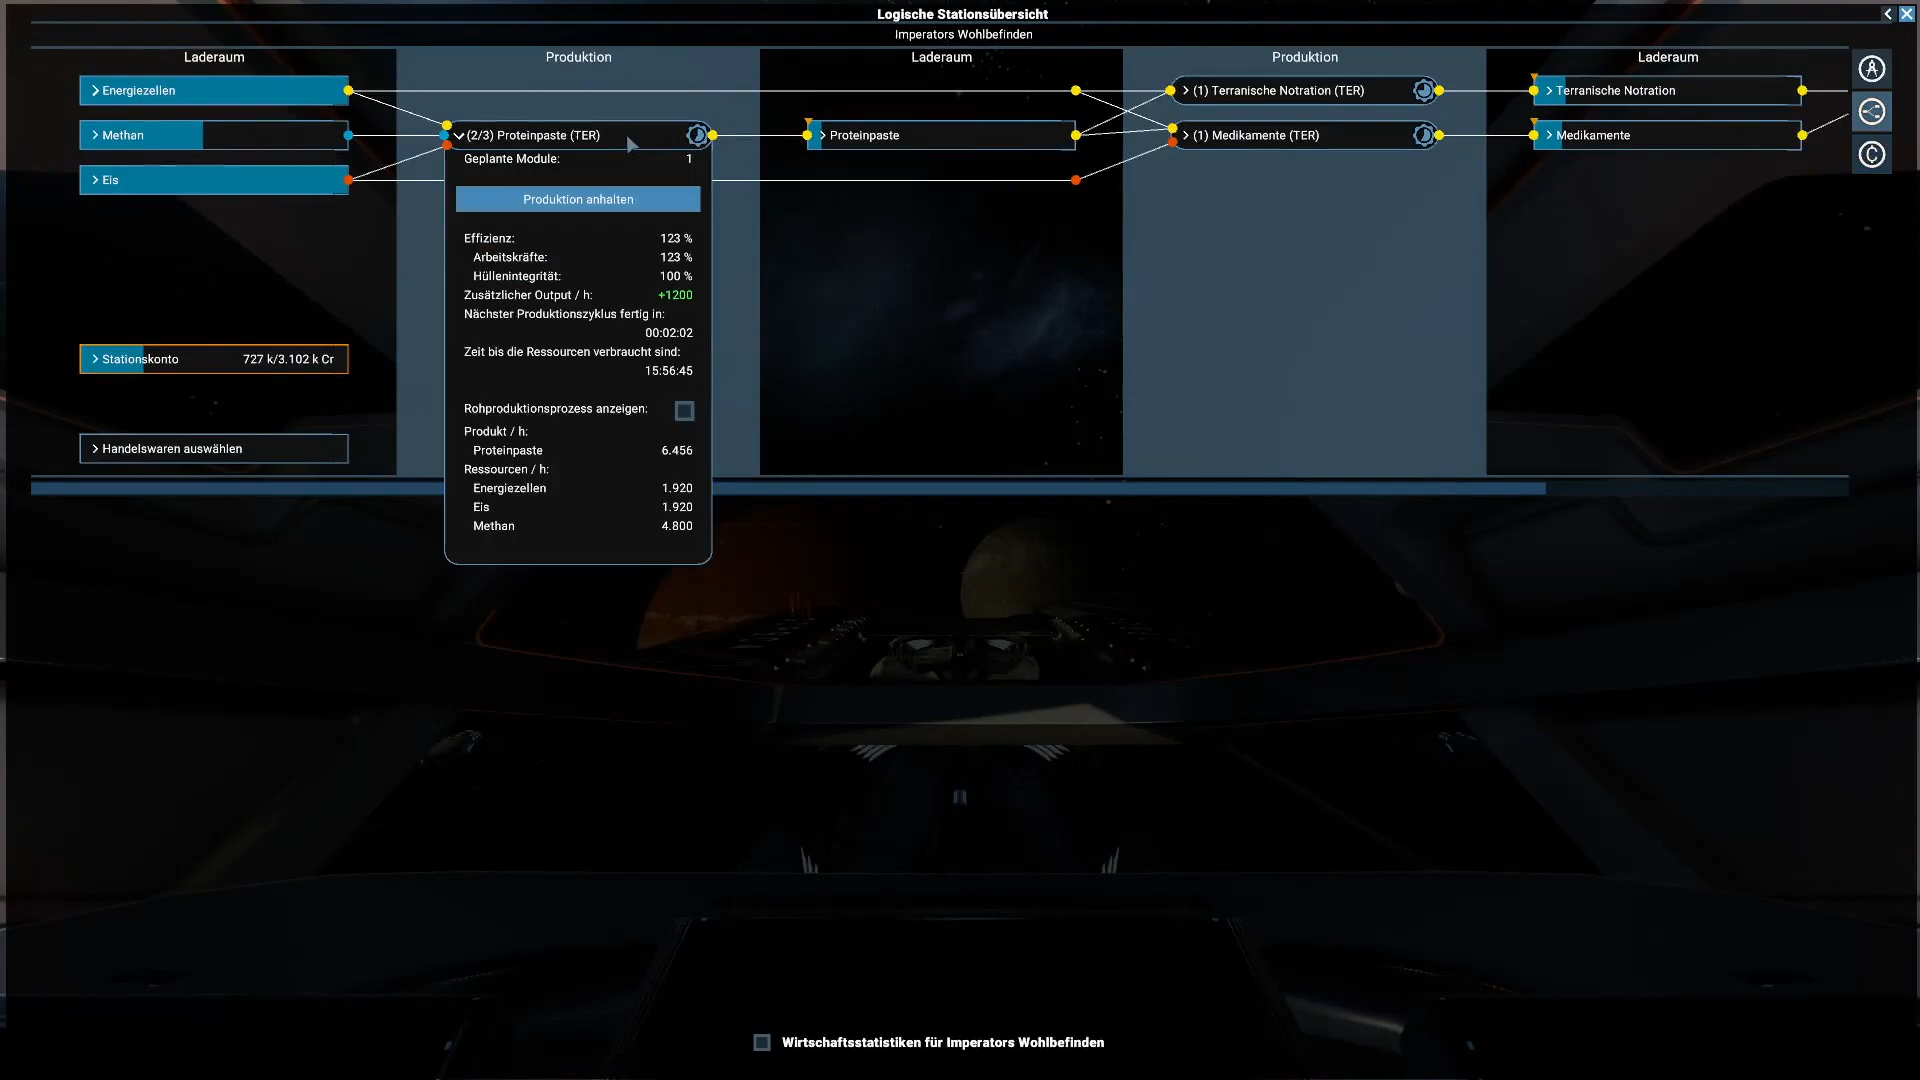 Logische Stationsübersicht
Imperators Wohlbefinden
Laderaum
Produktion
Laderaum
Produktion
Laderaum
Energiezellen
(1) Terranische Notration (TER)
Terranische Notration
Methan
(2/3) Proteinpaste (TER)
Proteinpaste
(1) Medikamente (TER)
Medikamente
Geplante Module: 1
Eis
Produktion anhalten
Effizienz: 123 %
Arbeitskräfte: 123 %
Hüllenintegrität: 100 %
Zusätzlicher Output / h: +1200
Nächster Produktionszyklus fertig in:
00:02:02
Zeit bis die Ressourcen verbraucht sind:
15:56:45
Stationskonto 727 k/3.102 k Cr
Rohproduktionsprozess anzeigen:
Produkt / h:
Proteinpaste 6.456
Handelswaren auswählen
Ressourcen / h:
Energiezellen 1.920
Eis 1.920
Methan 4.800
Wirtschaftsstatistiken für Imperators Wohlbefinden